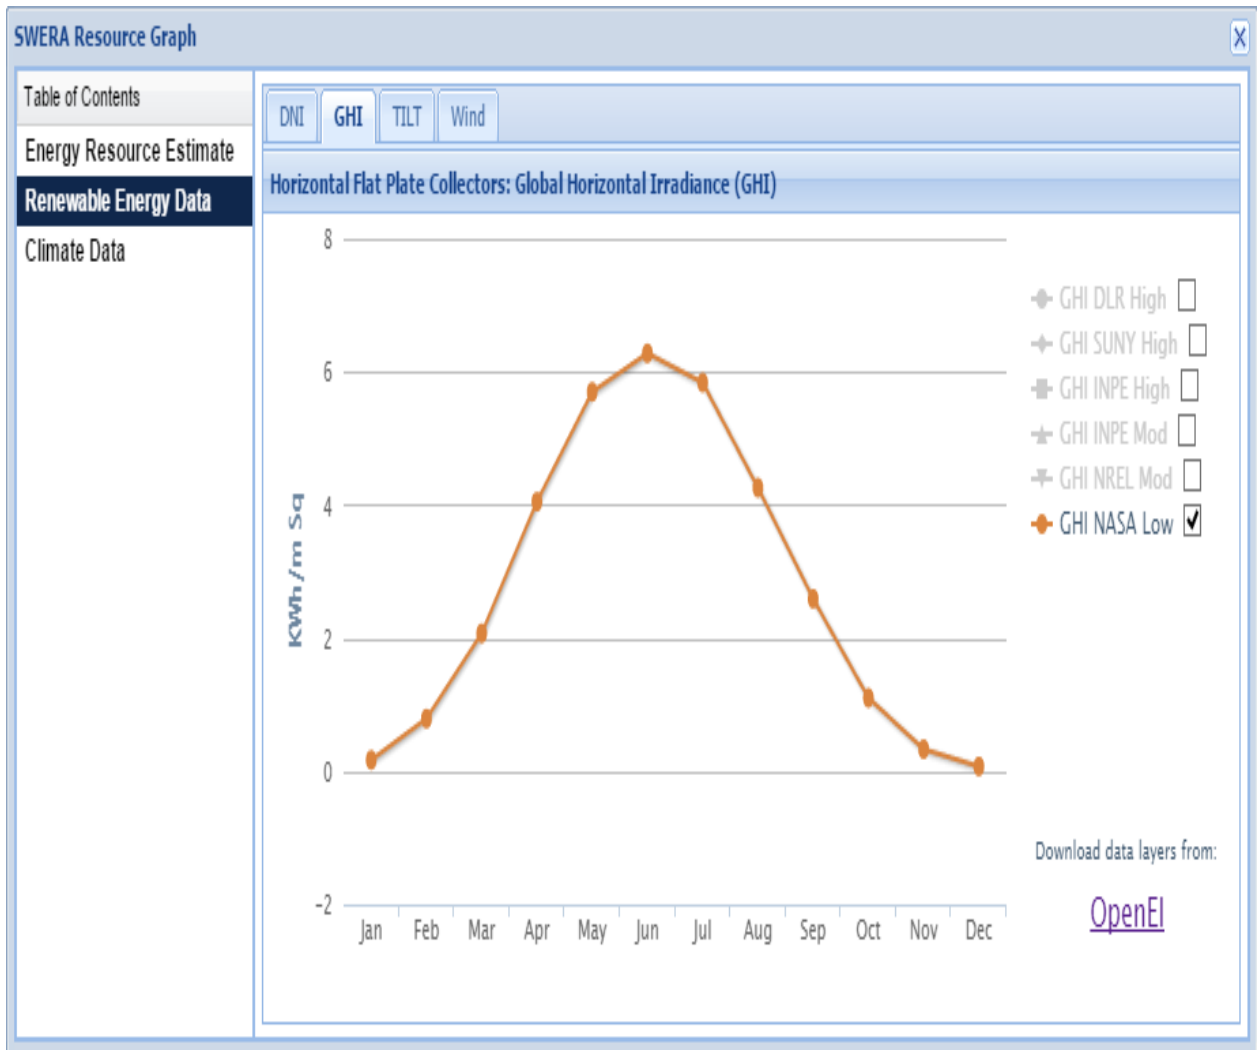 SWERA Resource Graph
Table of Contents
Energy Resource Estimate
Renewable Energy Data
Climate Data
DNI GHI TILT Wind
Horizontal Flat Plate Collectors: Global Horizontal Irradiance (GHI)
8
6
4
2
0
-2
KWh/m Sq
Jan Feb Mar Apr May Jun Jul Aug Sep Oct Nov Dec
GHI DLR High
GHI SUNY High
GHI INPE High
GHI INPE Mod
GHI NREL Mod
GHI NASA Low
Download data layers from:
OpenEI